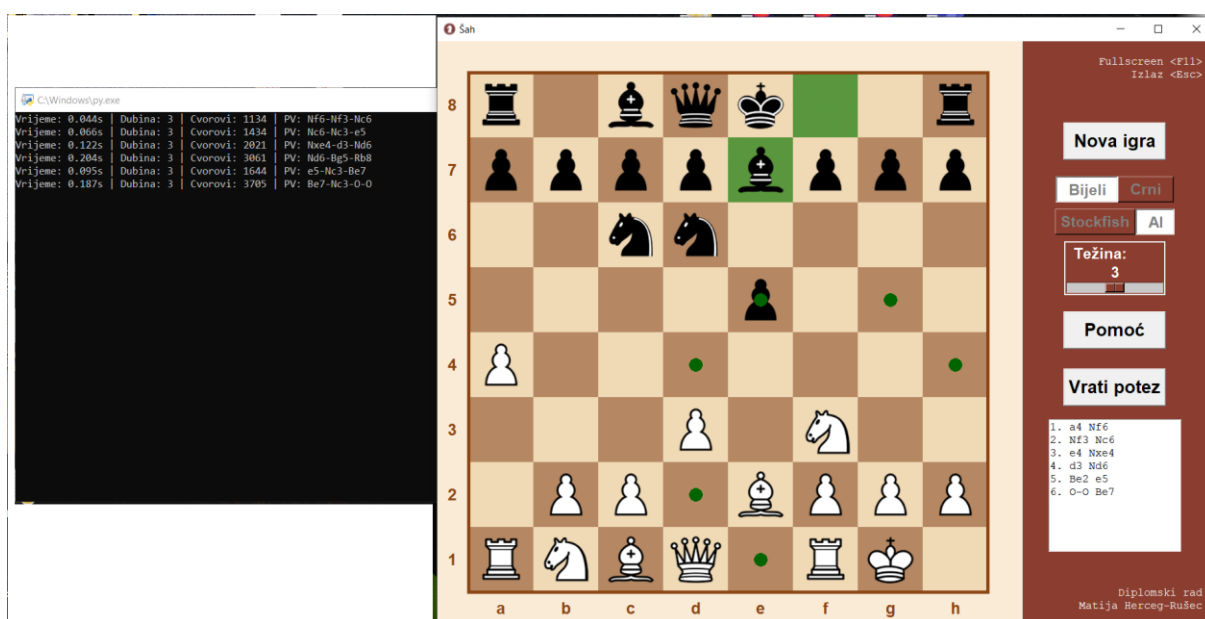 Šah
C:\Windows\py.exe
Vrijeme: 0.044s | Dubina: 3 | Cvorovi: 1134 | PV: Nf6-Nf3-Nc6
Vrijeme: 0.066s | Dubina: 3 | Cvorovi: 1434 | PV: Nc6-Nc3-e5
Vrijeme: 0.122s | Dubina: 3 | Cvorovi: 2021 | PV: Nxe4-d3-Nd6
Vrijeme: 0.204s | Dubina: 3 | Cvorovi: 3061 | PV: Nd6-Bg5-Rb8
Vrijeme: 0.095s | Dubina: 3 | Cvorovi: 1644 | PV: e5-Nc3-Be7
Vrijeme: 0.187s | Dubina: 3 | Cvorovi: 3705 | PV: Be7-Nc3-O-O
8
7
6
5
4
3
2
1
a b c d e f g h
Fullscreen <F11>
Izlaz <Esc>
Nova igra
Bijeli Crni
Stockfish AI
Težina:
3
Pomoć
Vrati potez
1. a4 Nf6
2. Nf3 Nc6
3. e4 Nxe4
4. d3 Nd6
5. Be2 e5
6. O-O Be7
Diplomski rad
Matija Herceg-Rušec